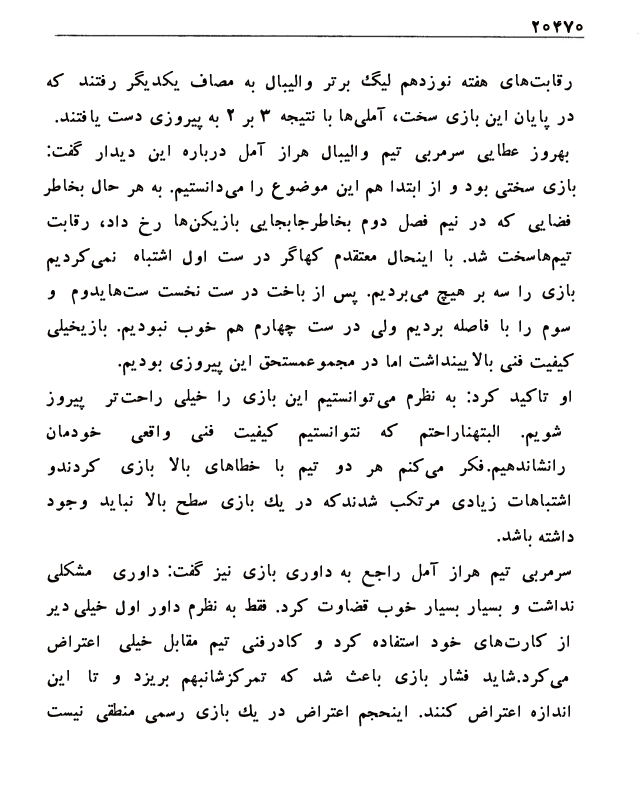 ۲۰۴۷۰
رقابت‌های هفته نوزدهم لیگ برتر والیبال به مصاف یکدیگر رفتند که
در پایان این بازی سخت، آملی‌ها با نتیجه ۳ بر ۲ به پیروزی دست یافتند.
بهروز عطایی سرمربی تیم والیبال هراز آمل درباره این دیدار گفت:
بازی سختی بود و از ابتدا هم این موضوع را می‌دانستیم. به هر حال بخاطر
فضایی که در نیم فصل دوم بخاطرجابجایی بازیکن‌ها رخ داد، رقابت
تیم‌هاسخت شد. با اینحال معتقدم کهاگر در ست اول اشتباه نمی‌کردیم
بازی را سه بر هیچ می‌بردیم. پس از باخت در ست نخست ست‌هایدوم و
سوم را با فاصله بردیم ولی در ست چهارم هم خوب نبودیم. بازیخیلی
کیفیت فنی بالاییننداشت اما در مجموعمستحق این پیروزی بودیم.
او تاکید کرد: به نظرم می‌توانستیم این بازی را خیلی راحت‌تر پیروز
شویم. البتهناراحتم که نتوانستیم کیفیت فنی واقعی خودمان
رانشاندهیم.فکر می‌کنم هر دو تیم با خطاهای بالا بازی کردندو
اشتباهات زیادی مرتکب شدندکه در یك بازی سطح بالا نباید وجود
داشته باشد.
سرمربی تیم هراز آمل راجع به داوری بازی نیز گفت: داوری مشکلی
نداشت و بسیار بسیار خوب قضاوت کرد. فقط به نظرم داور اول خیلی دیر
از کارت‌های خود استفاده کرد و کادرفنی تیم مقابل خیلی اعتراض
می‌کرد.شاید فشار بازی باعث شد که تمرکزشانبهم بریزد و تا این
اندازه اعتراض کنند. اینحجم اعتراض در یك بازی رسمی منطقی نیست